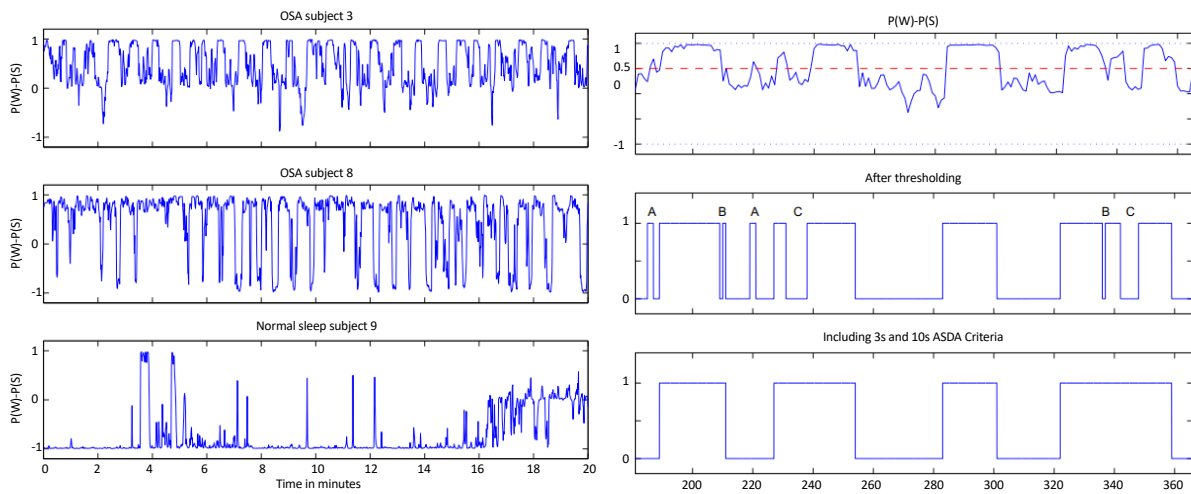 OSA subject 3
1
0
-1
P(W)-P(S)
OSA subject 8
1
0
-1
P(W)-P(S)
Normal sleep subject 9
1
0
-1
P(W)-P(S)
0 2 4 6 8 10 12 14 16 18 20
Time in minutes
P(W)-P(S)
1
0.5
0
-1
After thresholding
A B A C B C
1
0
Including 3s and 10s ASDA Criteria
1
0
200 220 240 260 280 300 320 340 360